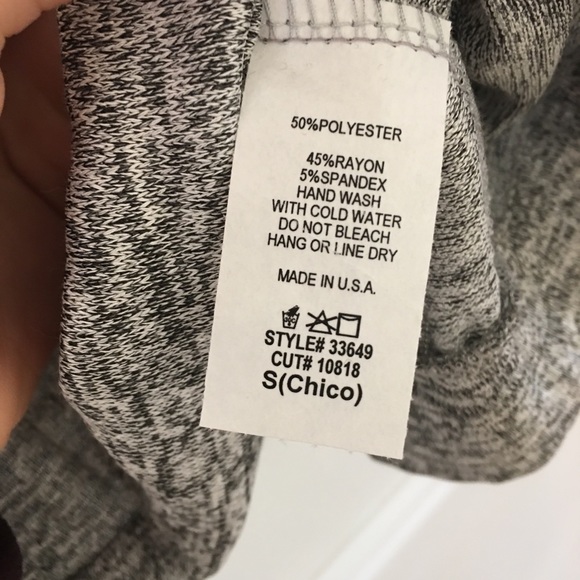 50%POLYESTER
45%RAYON
5%SPANDEX
HAND WASH
WITH COLD WATER
DO NOT BLEACH
HANG OR LINE DRY
MADE IN U.S.A.
STYLE# 33649
CUT# 10818
S(Chico)